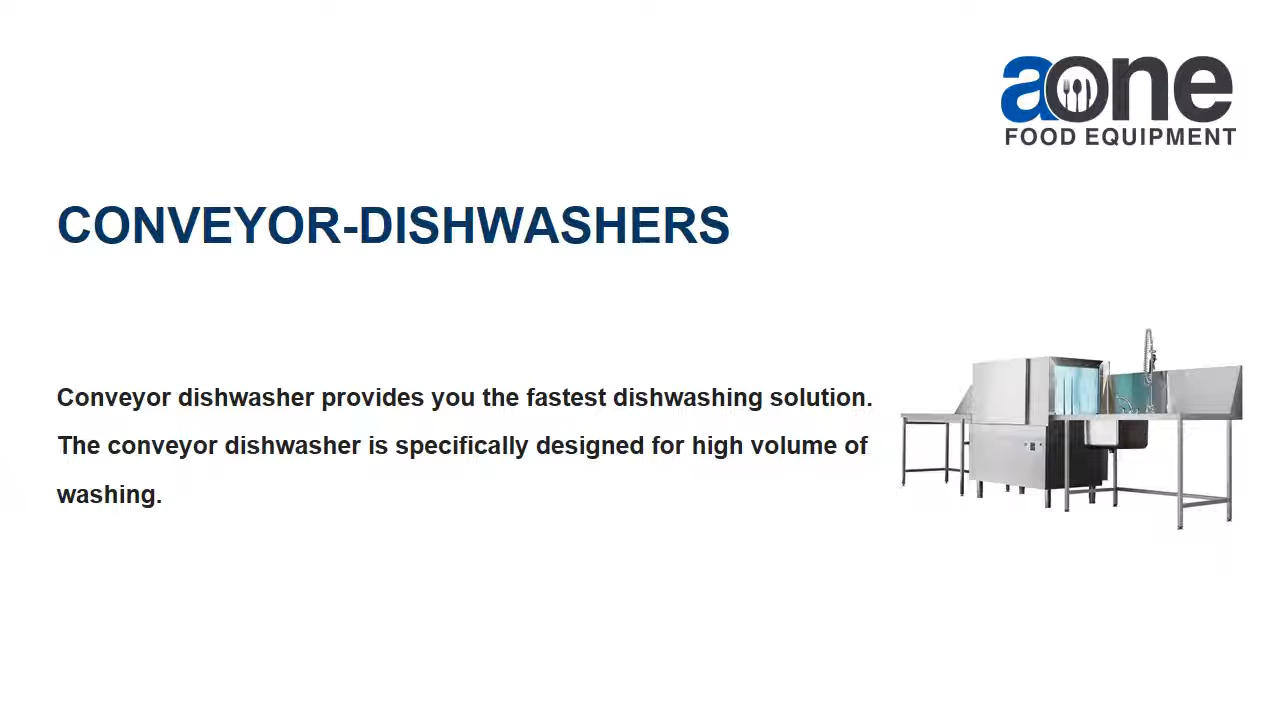 aone
FOOD EQUIPMENT
CONVEYOR-DISHWASHERS
Conveyor dishwasher provides you the fastest dishwashing solution.
The conveyor dishwasher is specifically designed for high volume of
washing.